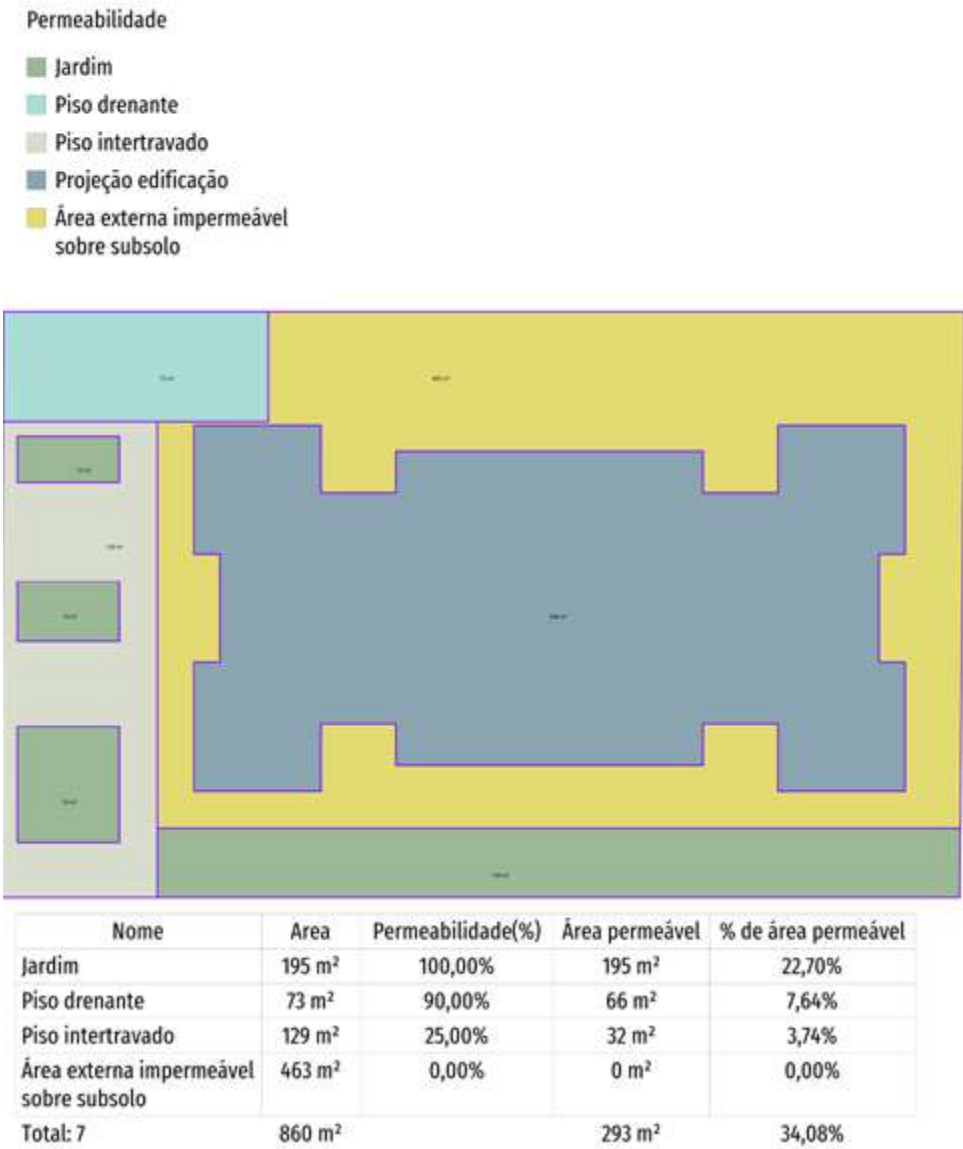 Permeabilidade
Jardim
Piso drenante
Piso intertravado
Projeção edificação
Área externa impermeável
sobre subsolo
Nome Area Permeabilidade(%) Área permeável % de área permeável
Jardim 195 m² 100,00% 195 m² 22,70%
Piso drenante 73 m² 90,00% 66 m² 7,64%
Piso intertravado 129 m² 25,00% 32 m² 3,74%
Área externa impermeável 463 m² 0,00% 0 m² 0,00%
sobre subsolo
Total: 7 860 m² 293 m² 34,08%